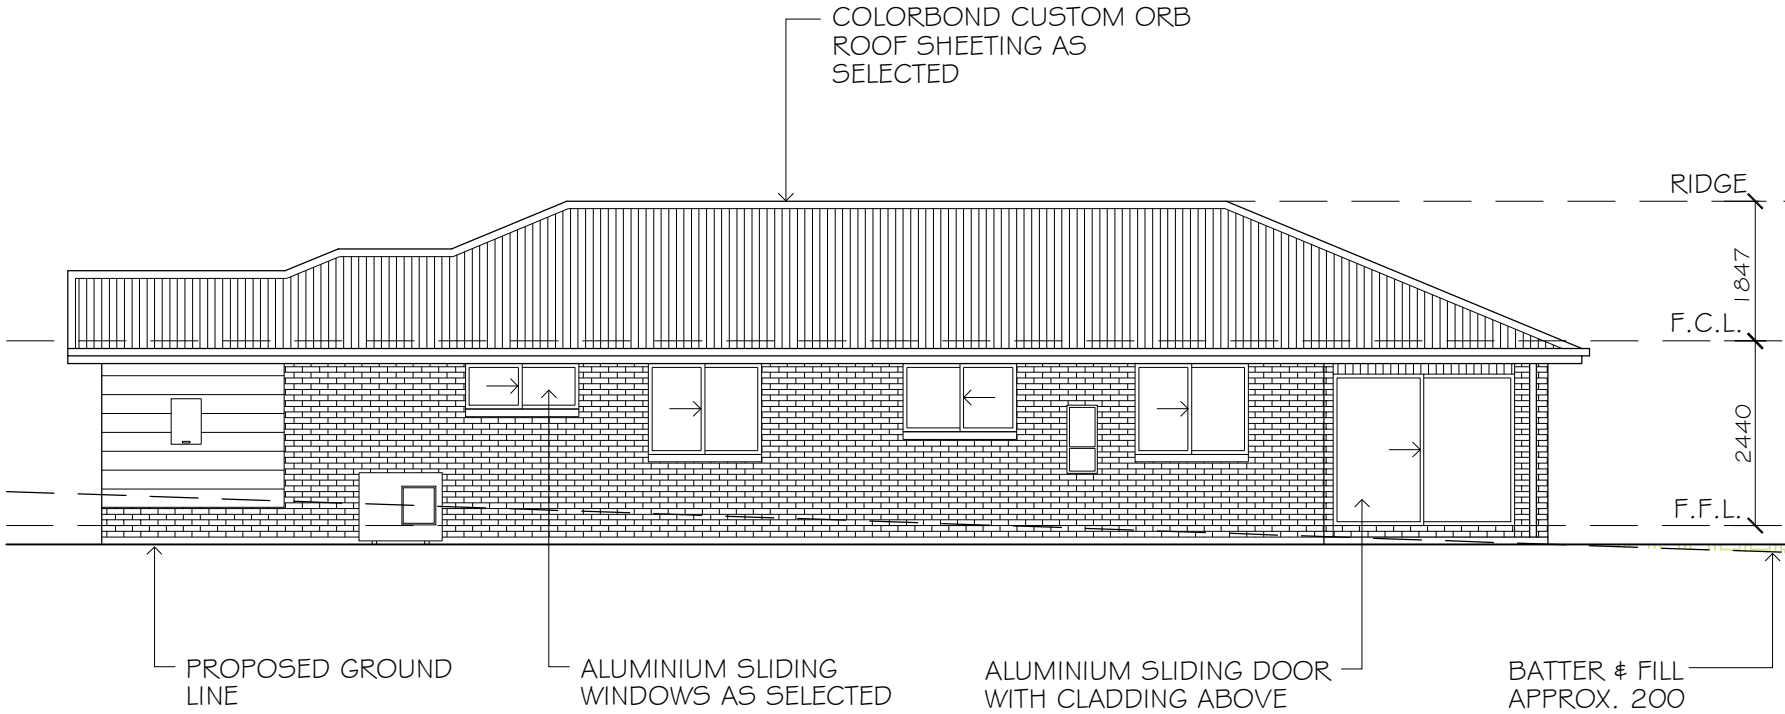 COLORBOND CUSTOM ORB
ROOF SHEETING AS
SELECTED
RIDGE
1847
F.C.L.
2440
F.F.L.
PROPOSED GROUND
LINE
ALUMINIUM SLIDING
WINDOWS AS SELECTED
ALUMINIUM SLIDING DOOR
WITH CLADDING ABOVE
BATTER & FILL
APPROX. 200